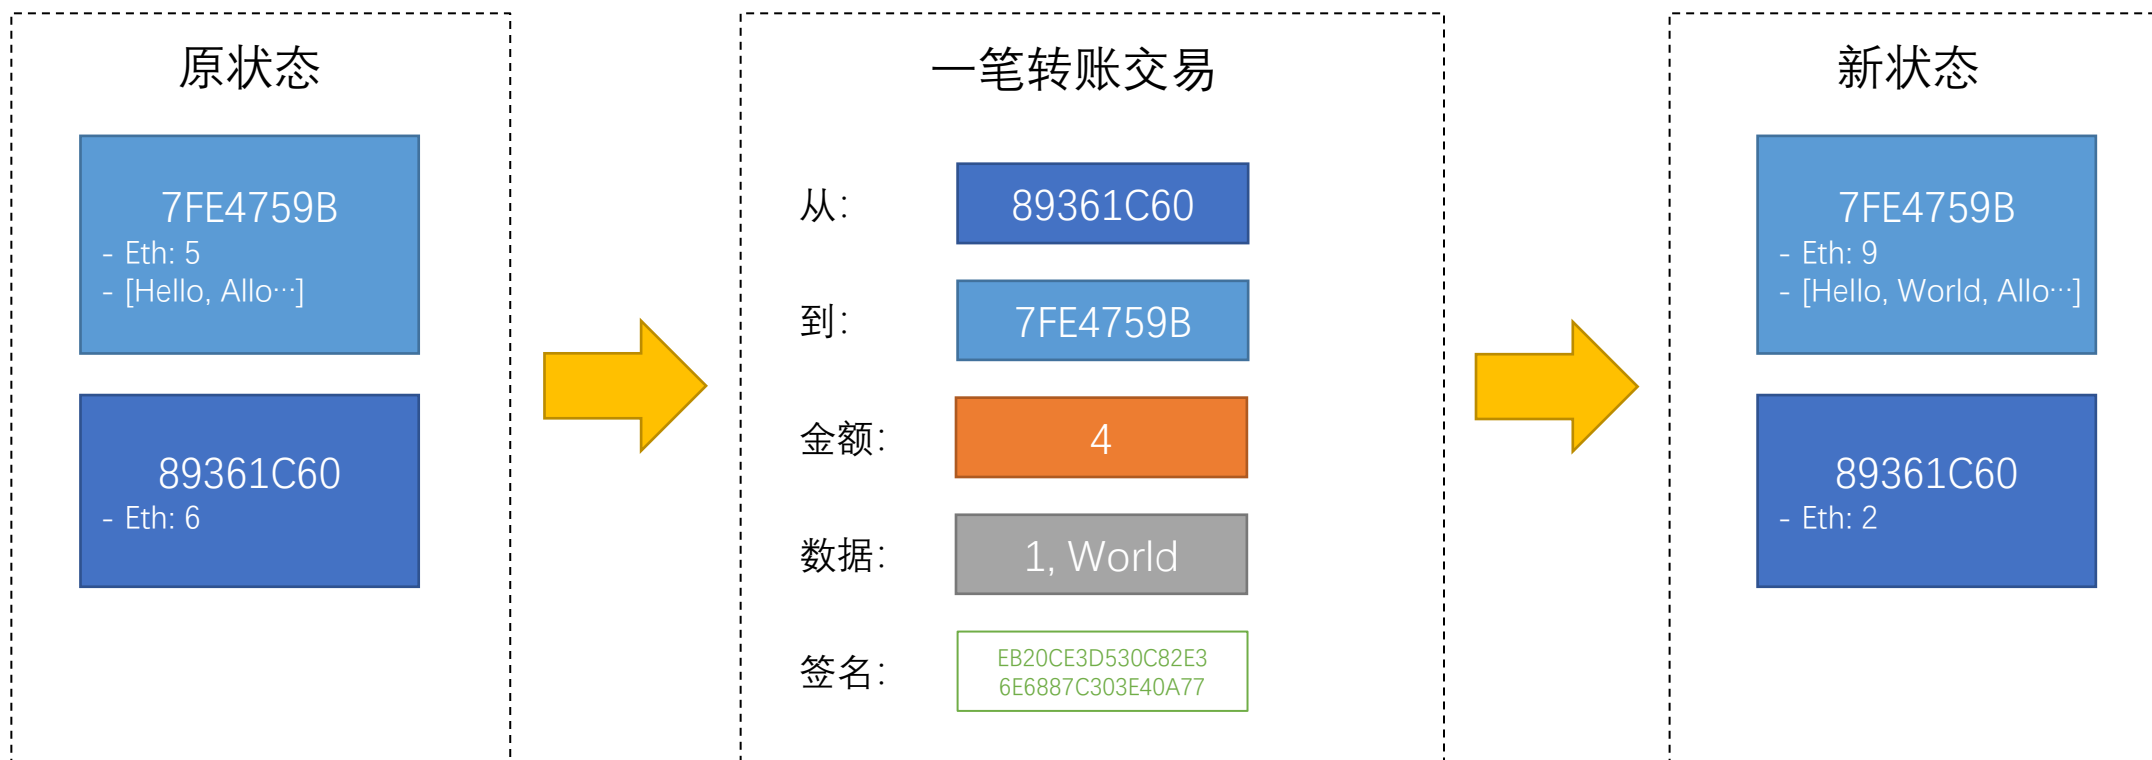 原状态
7FE4759B
- Eth: 5
- [Hello, Allo…]
89361C60
- Eth: 6
一笔转账交易
从: 89361C60
到: 7FE4759B
金额: 4
数据: 1, World
签名: EB20CE3D530C82E3
6E6887C303E40A77
新状态
7FE4759B
- Eth: 9
- [Hello, World, Allo…]
89361C60
- Eth: 2